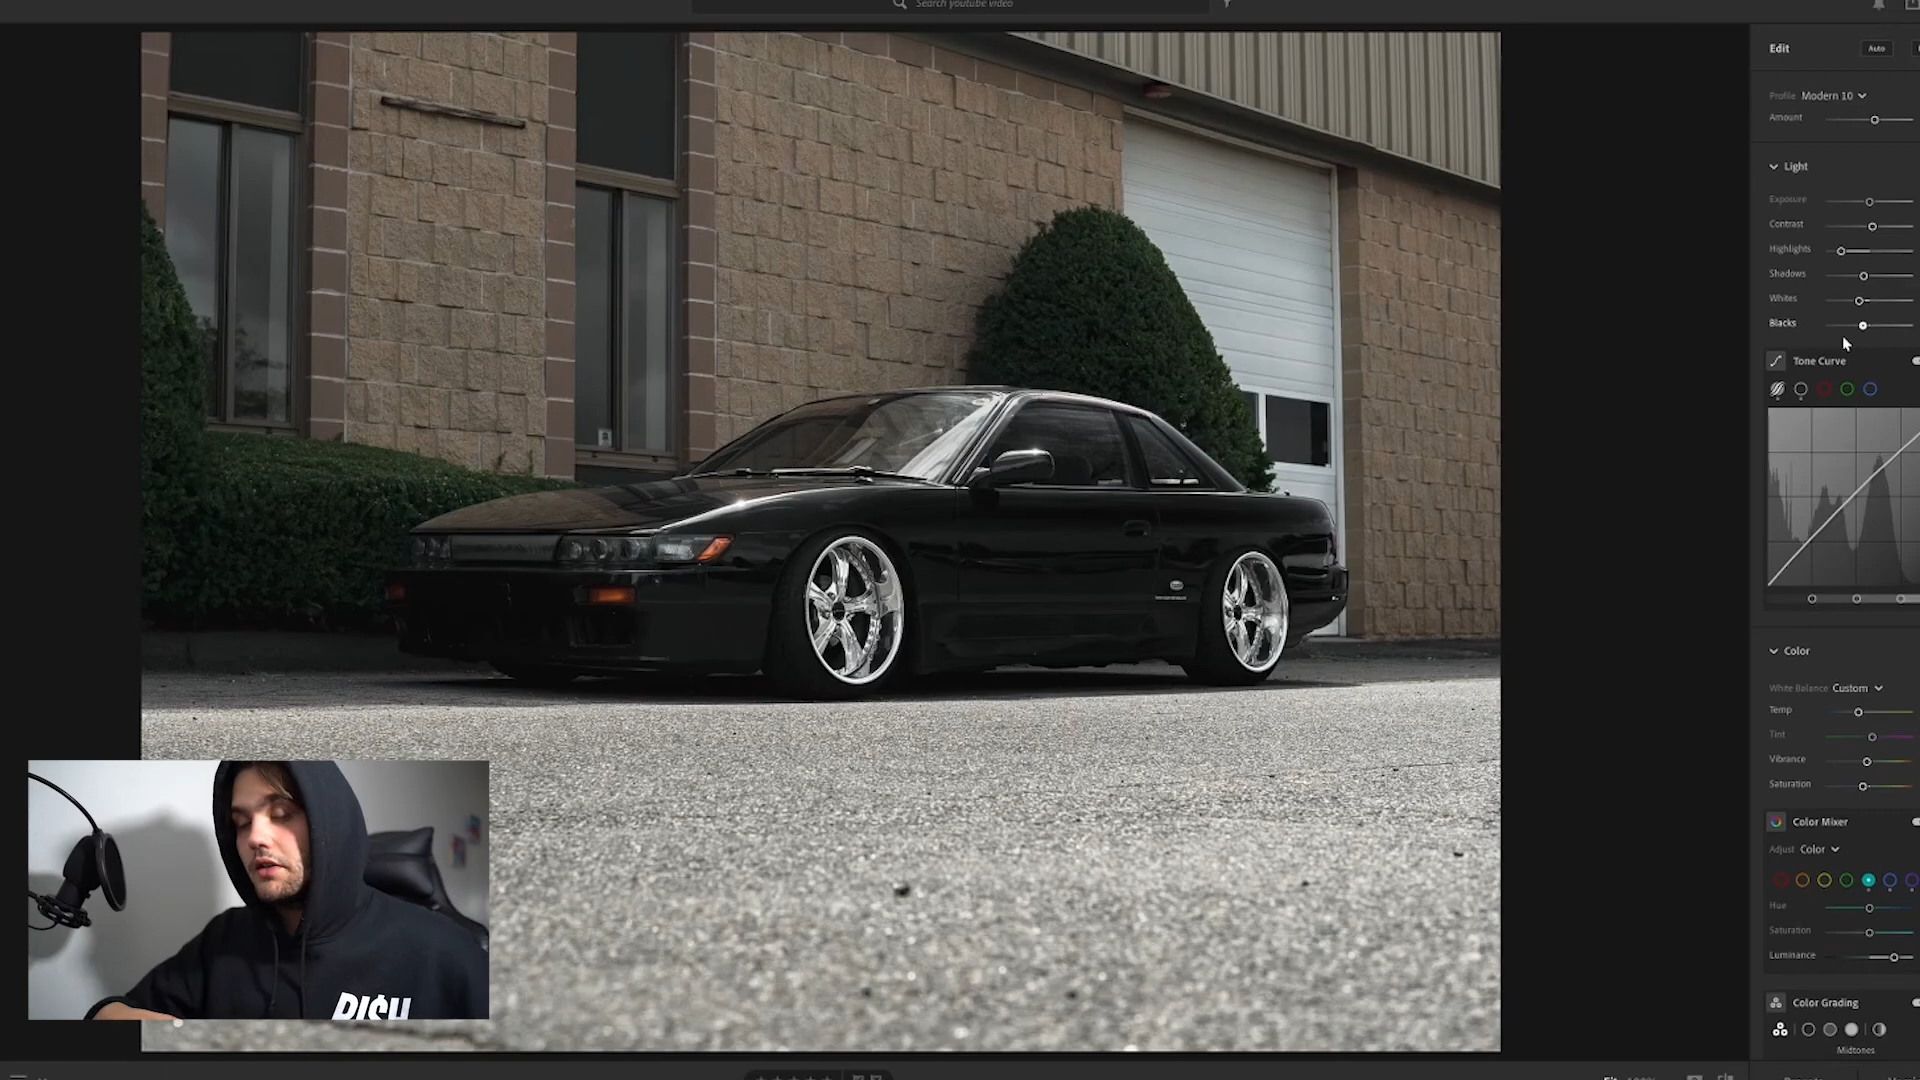 Search youtube video
Edit
Auto
Profile Modern 10
Amount
Light
Exposure
Contrast
Highlights
Shadows
Whites
Blacks
Tone Curve
Color
White Balance Custom
Temp
Tint
Vibrance
Saturation
Color Mixer
Adjust Color
Hue
Saturation
Luminance
Color Grading
Midtones